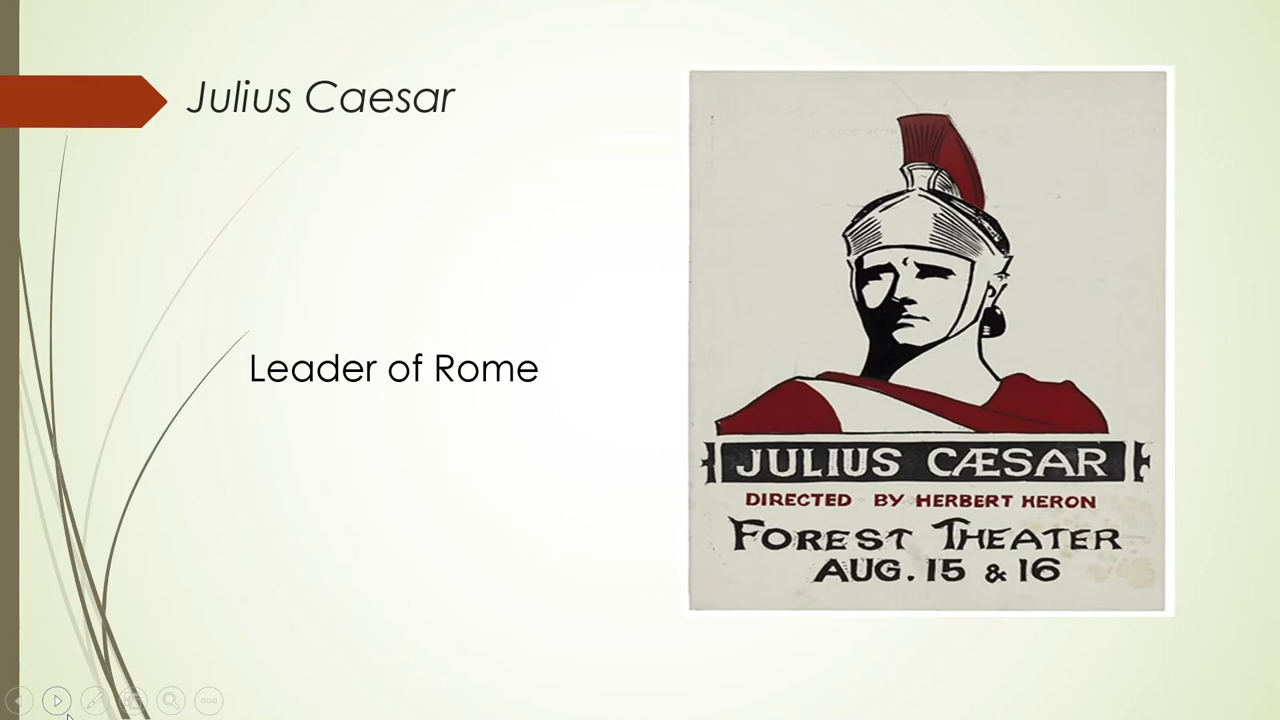 Julius Caesar
Leader of Rome
JULIUS CÆSAR
DIRECTED BY HERBERT HERON
FOREST THEATER
AUG. 15 & 16